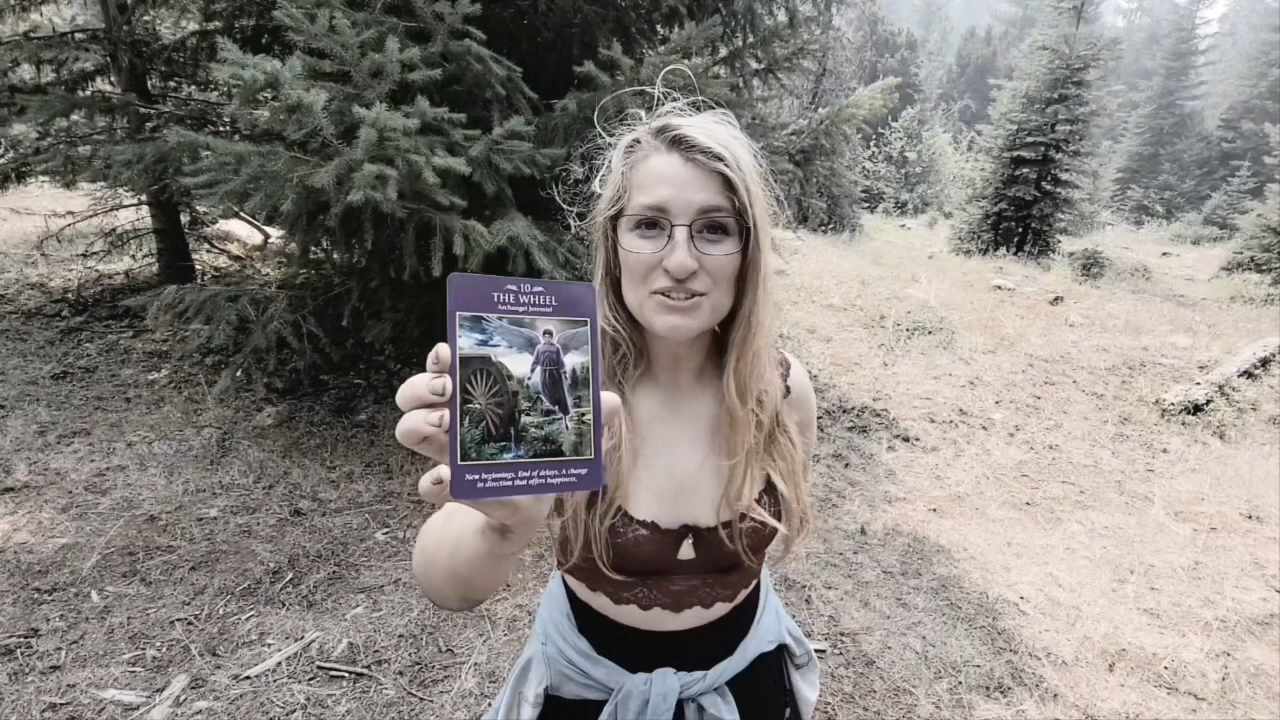 10
THE WHEEL
Archangel Jeremiel
New beginnings. End of delays. A change
in direction that offers happiness.